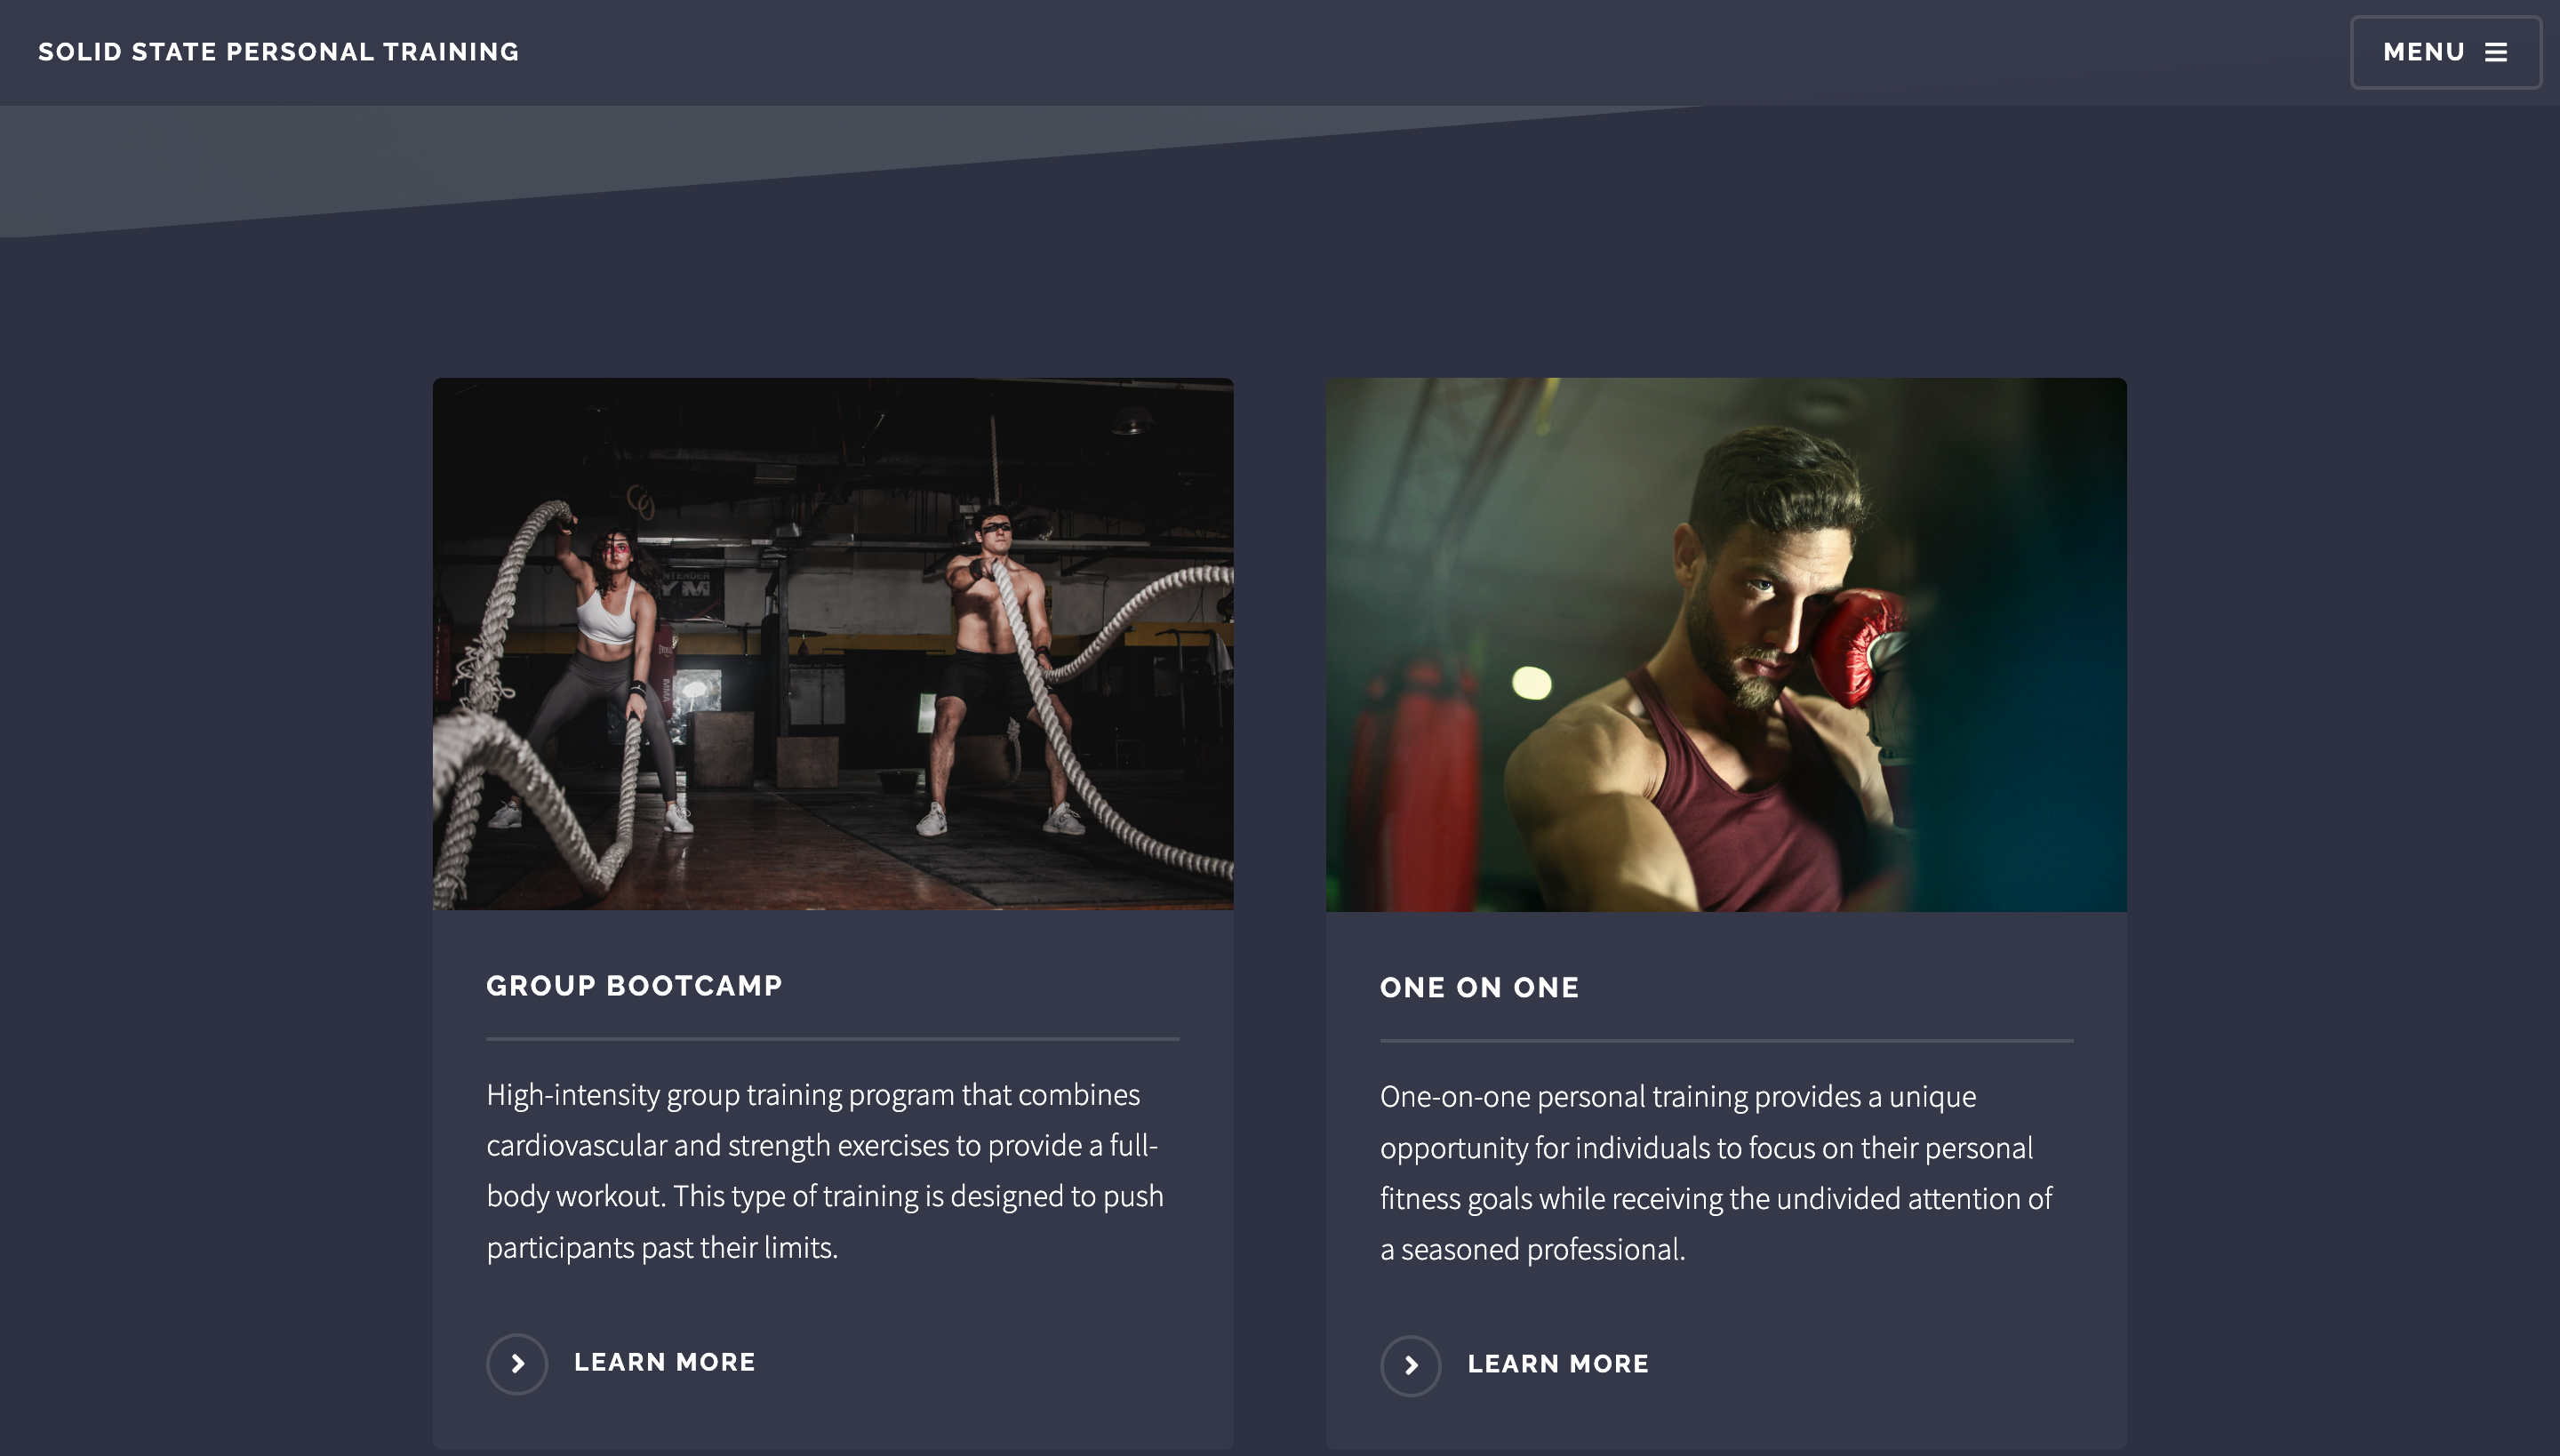 SOLID STATE PERSONAL TRAINING
MENU
NTENDER
YM
MMA
GROUP BOOTCAMP
High-intensity group training program that combines
cardiovascular and strength exercises to provide a full-
body workout. This type of training is designed to push
participants past their limits.
LEARN MORE
ONE ON ONE
One-on-one personal training provides a unique
opportunity for individuals to focus on their personal
fitness goals while receiving the undivided attention of
a seasoned professional.
LEARN MORE